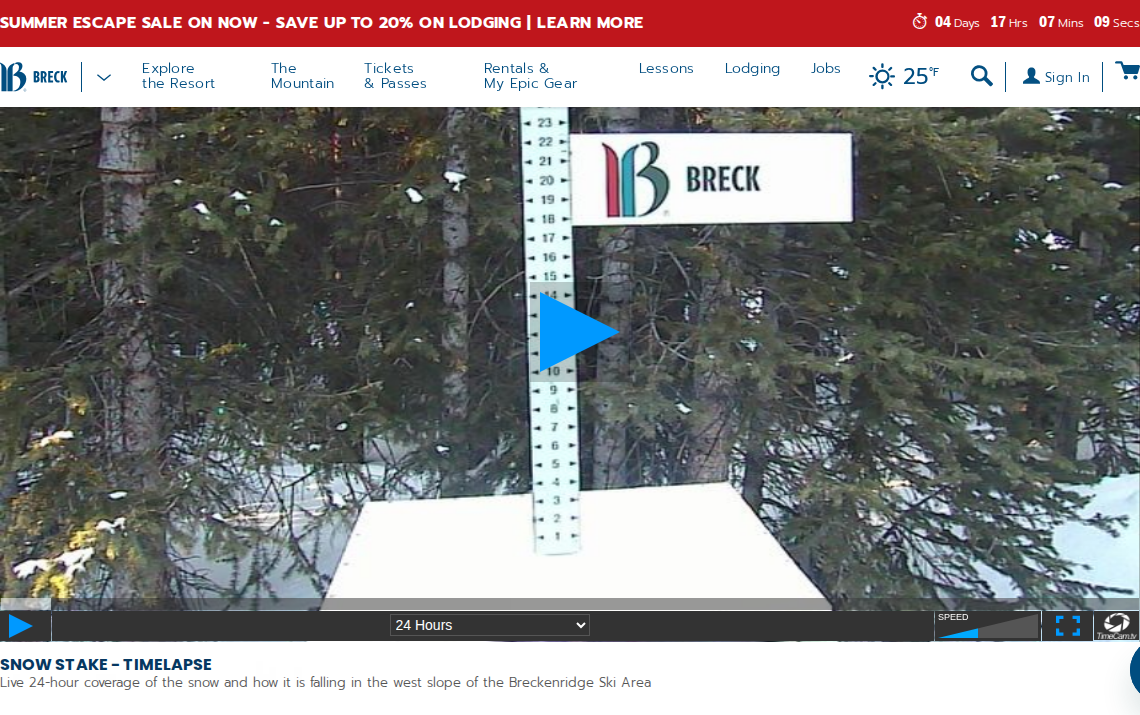 SUMMER ESCAPE SALE ON NOW - SAVE UP TO 20% ON LODGING | LEARN MORE
04 Days 17 Hrs 07 Mins 09 Secs
BRECK
Explore
the Resort
The
Mountain
Tickets
& Passes
Rentals &
My Epic Gear
Lessons
Lodging
Jobs
25°F
Sign In
23
22
21
20
19
18
17
16
15
14
10
9
8
7
6
5
4
3
2
1
B BRECK
24 Hours
SPEED
TimeCam.tv
SNOW STAKE - TIMELAPSE
Live 24-hour coverage of the snow and how it is falling in the west slope of the Breckenridge Ski Area